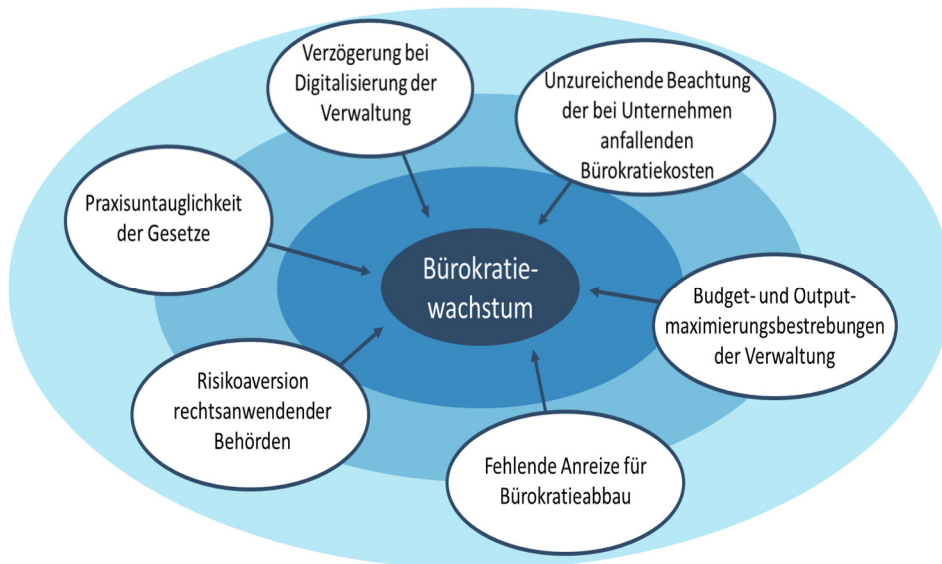 Verzögerung bei
Digitalisierung der
Verwaltung
Unzureichende Beachtung
der bei Unternehmen
anfallenden
Bürokratiekosten
Praxisuntauglichkeit
der Gesetze
Bürokratie-
wachstum
Budget- und Output-
maximierungsbestrebungen
der Verwaltung
Risikoaversion
rechtsanwendender
Behörden
Fehlende Anreize für
Bürokratieabbau